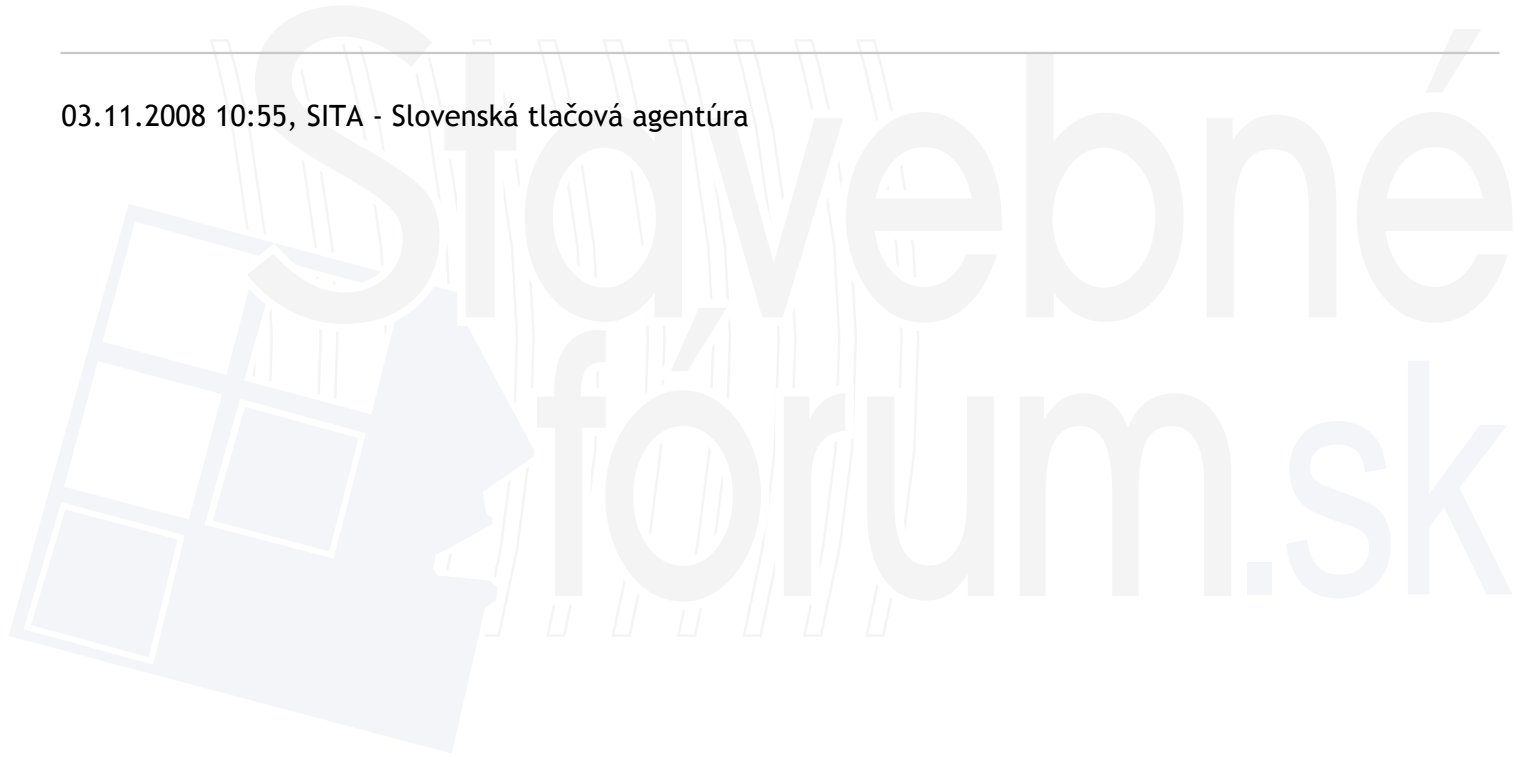 03.11.2008 10:55, SITA - Slovenská tlačová agentúra
Stavebné
fórum.sk